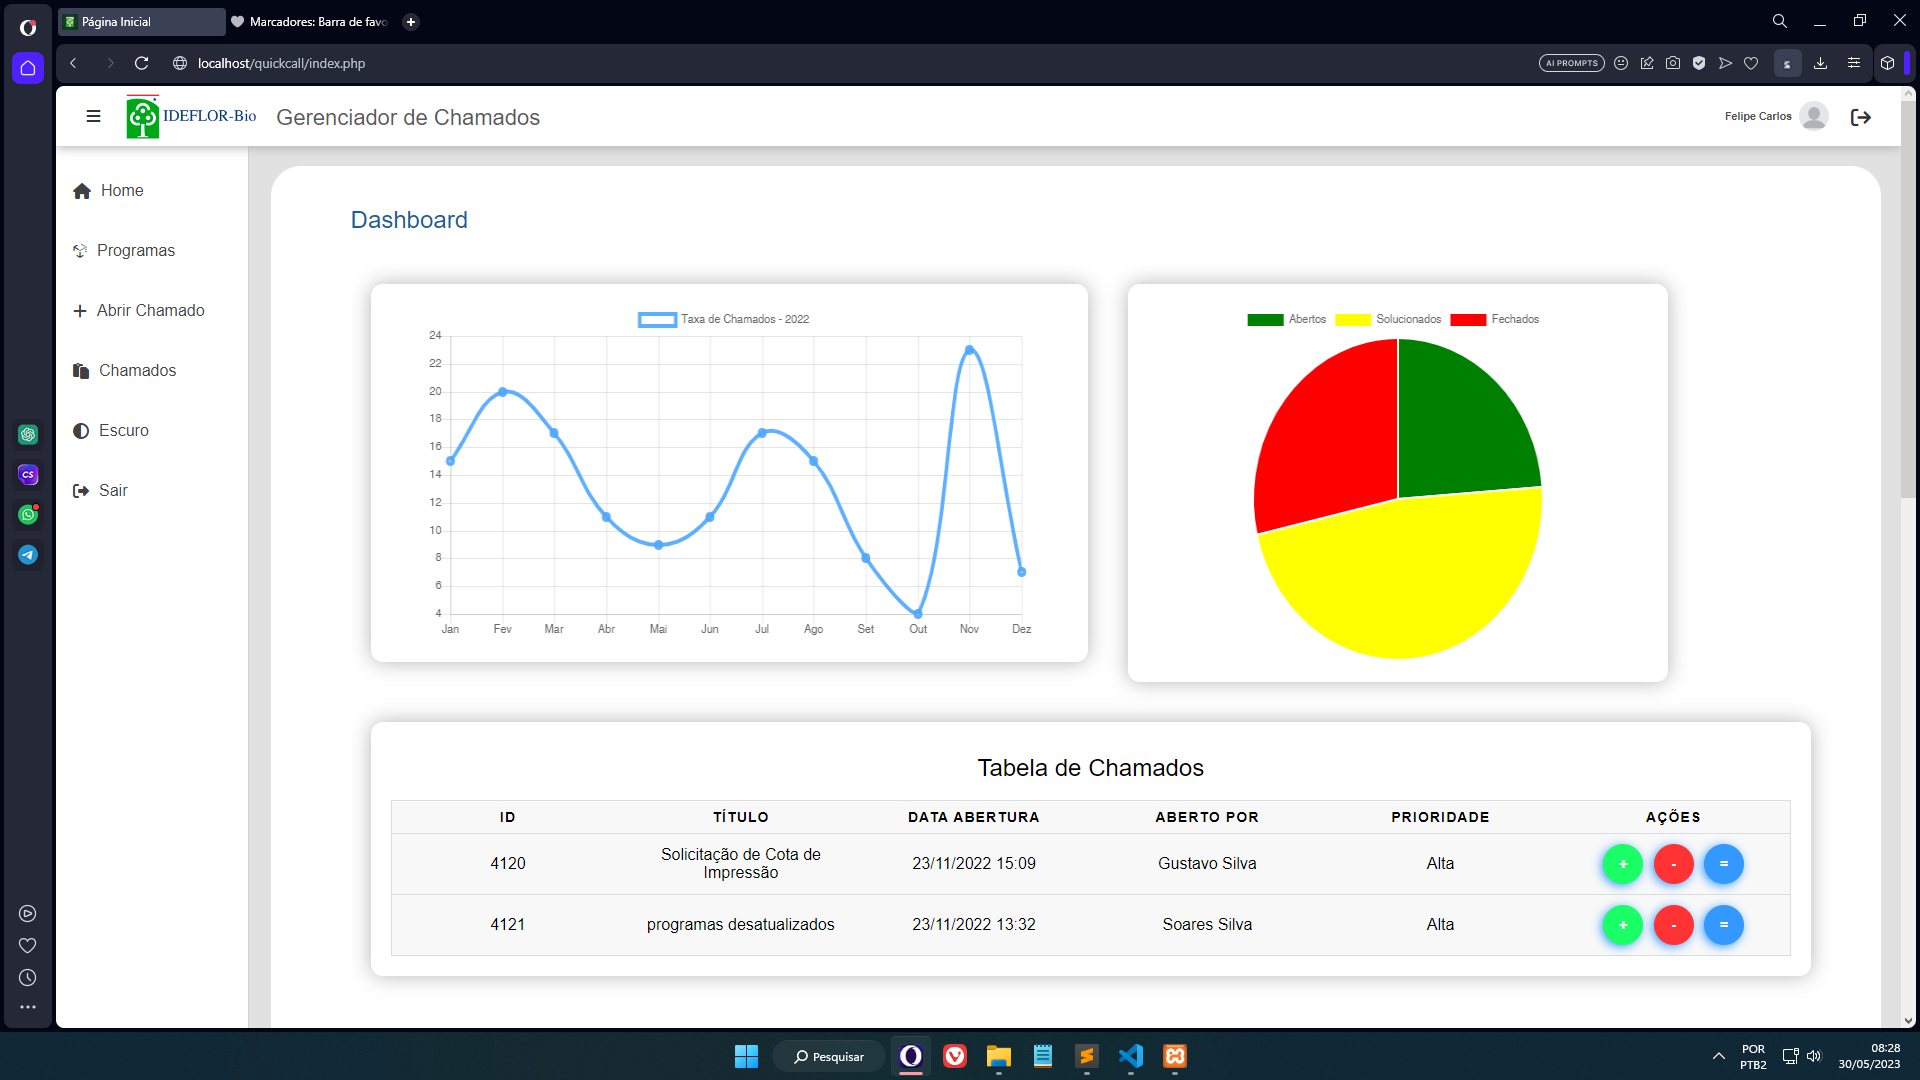 Página Inicial
Marcadores: Barra de favo
localhost/quickcall/index.php
AI PROMPTS
IDEFLOR-Bio
Gerenciador de Chamados
Felipe Carlos
Home
Programas
Abrir Chamado
Chamados
Escuro
Sair
CS
Dashboard
Taxa de Chamados - 2022
24
22
20
18
16
14
12
10
8
6
4
Jan Fev Mar Abr Mai Jun Jul Ago Set Out Nov Dez
Abertos Solucionados Fechados
Tabela de Chamados
ID TÍTULO DATA ABERTURA ABERTO POR PRIORIDADE AÇÕES
4120 Solicitação de Cota de Impressão 23/11/2022 15:09 Gustavo Silva Alta + - =
4121 programas desatualizados 23/11/2022 13:32 Soares Silva Alta + - =
Pesquisar
POR
PTB2
08:28
30/05/2023